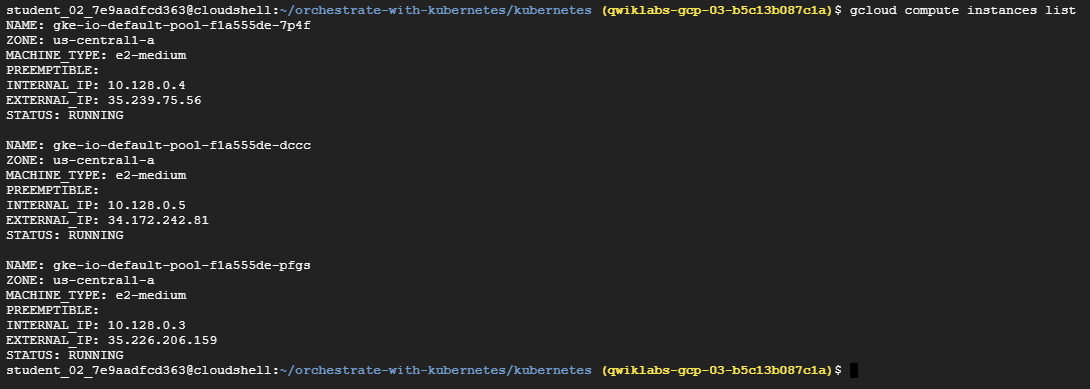 student_02_7e9aadfcd363@cloudshell:~/orchestrate-with-kubernetes/kubernetes (qwiklabs-gcp-03-b5c13b087c1a)$ gcloud compute instances list
NAME: gke-io-default-pool-f1a555de-7p4f
ZONE: us-central1-a
MACHINE_TYPE: e2-medium
PREEMPTIBLE:
INTERNAL_IP: 10.128.0.4
EXTERNAL_IP: 35.239.75.56
STATUS: RUNNING

NAME: gke-io-default-pool-f1a555de-dccc
ZONE: us-central1-a
MACHINE_TYPE: e2-medium
PREEMPTIBLE:
INTERNAL_IP: 10.128.0.5
EXTERNAL_IP: 34.172.242.81
STATUS: RUNNING

NAME: gke-io-default-pool-f1a555de-pfgs
ZONE: us-central1-a
MACHINE_TYPE: e2-medium
PREEMPTIBLE:
INTERNAL_IP: 10.128.0.3
EXTERNAL_IP: 35.226.206.159
STATUS: RUNNING
student_02_7e9aadfcd363@cloudshell:~/orchestrate-with-kubernetes/kubernetes (qwiklabs-gcp-03-b5c13b087c1a)$